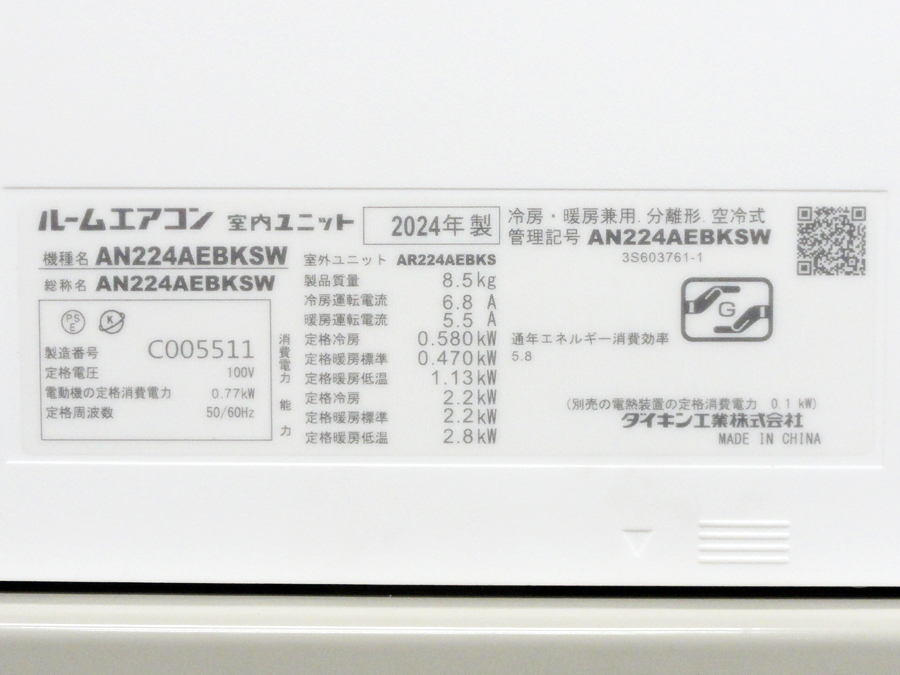 ルームエアコン 室内ユニット 2024年製 冷房・暖房兼用.分離形.空冷式
機種名 AN224AEBKSW 室外ユニット AR224AEBKS 管理記号 AN224AEBKSW
総称名 AN224AEBKSW 製品質量 8.5kg 3S603761-1
冷房運転電流 6.8 A
暖房運転電流 5.5 A
PS
E
K
製造番号 C005511
定格電圧 100V
電動機の定格消費電力 0.77kW
定格周波数 50/60Hz
消費電力 定格冷房 0.580kW
定格暖房標準 0.470kW
定格暖房低温 1.13kW
能力 定格冷房 2.2kW
定格暖房標準 2.2kW
定格暖房低温 2.8kW
G
通年エネルギー消費効率
5.8
(別売の電熱装置の定格消費電力 0.1kW)
ダイキン工業株式会社
MADE IN CHINA